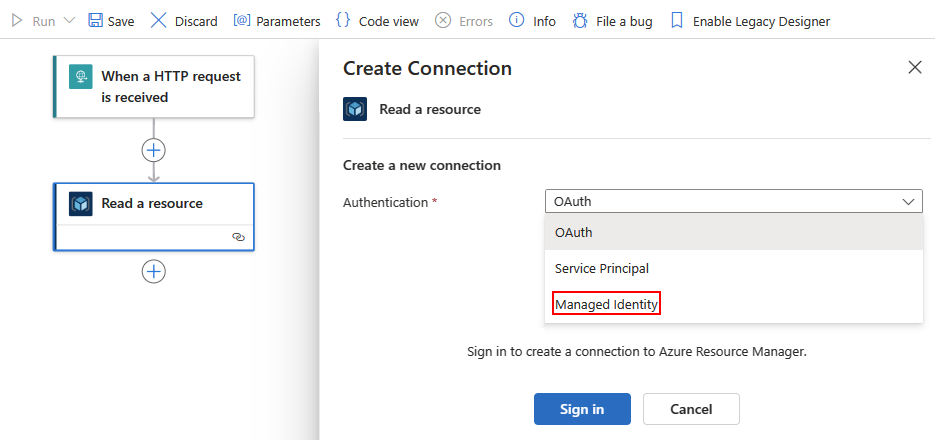 Run Save Discard Parameters Code view Errors Info File a bug Enable Legacy Designer
When a HTTP request
is received
Read a resource
Create Connection
Read a resource
Create a new connection
Authentication * OAuth
OAuth
Service Principal
Managed Identity
Sign in to create a connection to Azure Resource Manager.
Sign in Cancel